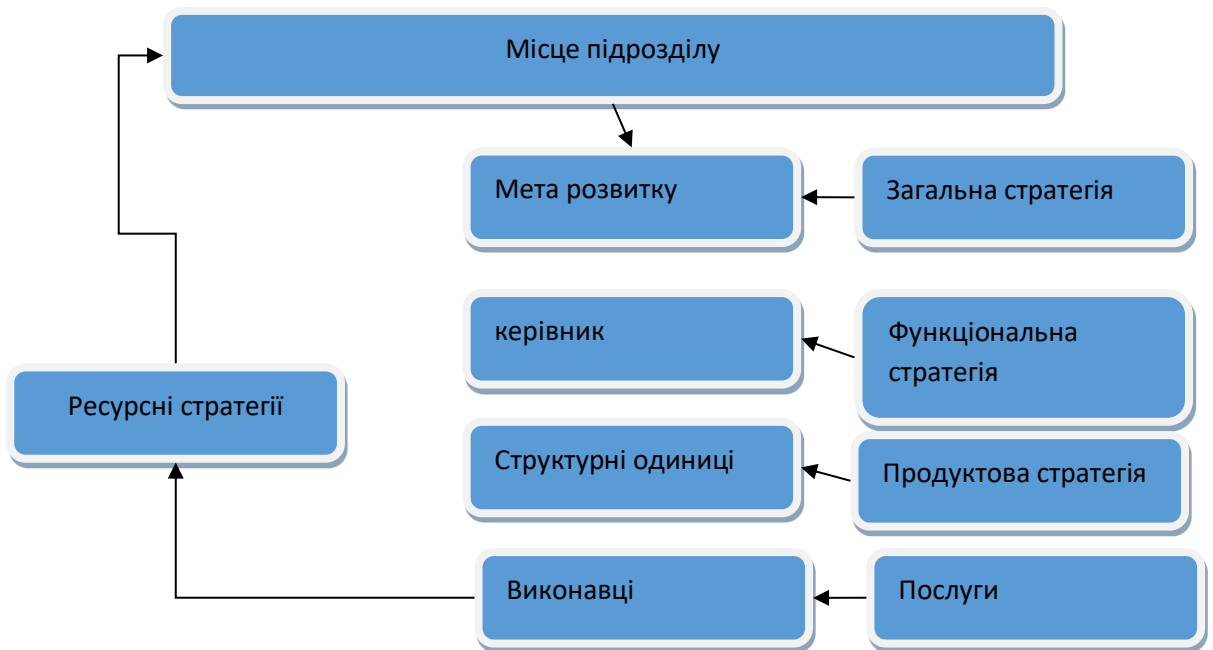 Місце підрозділу
Мета розвитку
Загальна стратегія
керівник
Функціональна
стратегія
Ресурсні стратегії
Структурні одиниці
Продуктова стратегія
Виконавці
Послуги